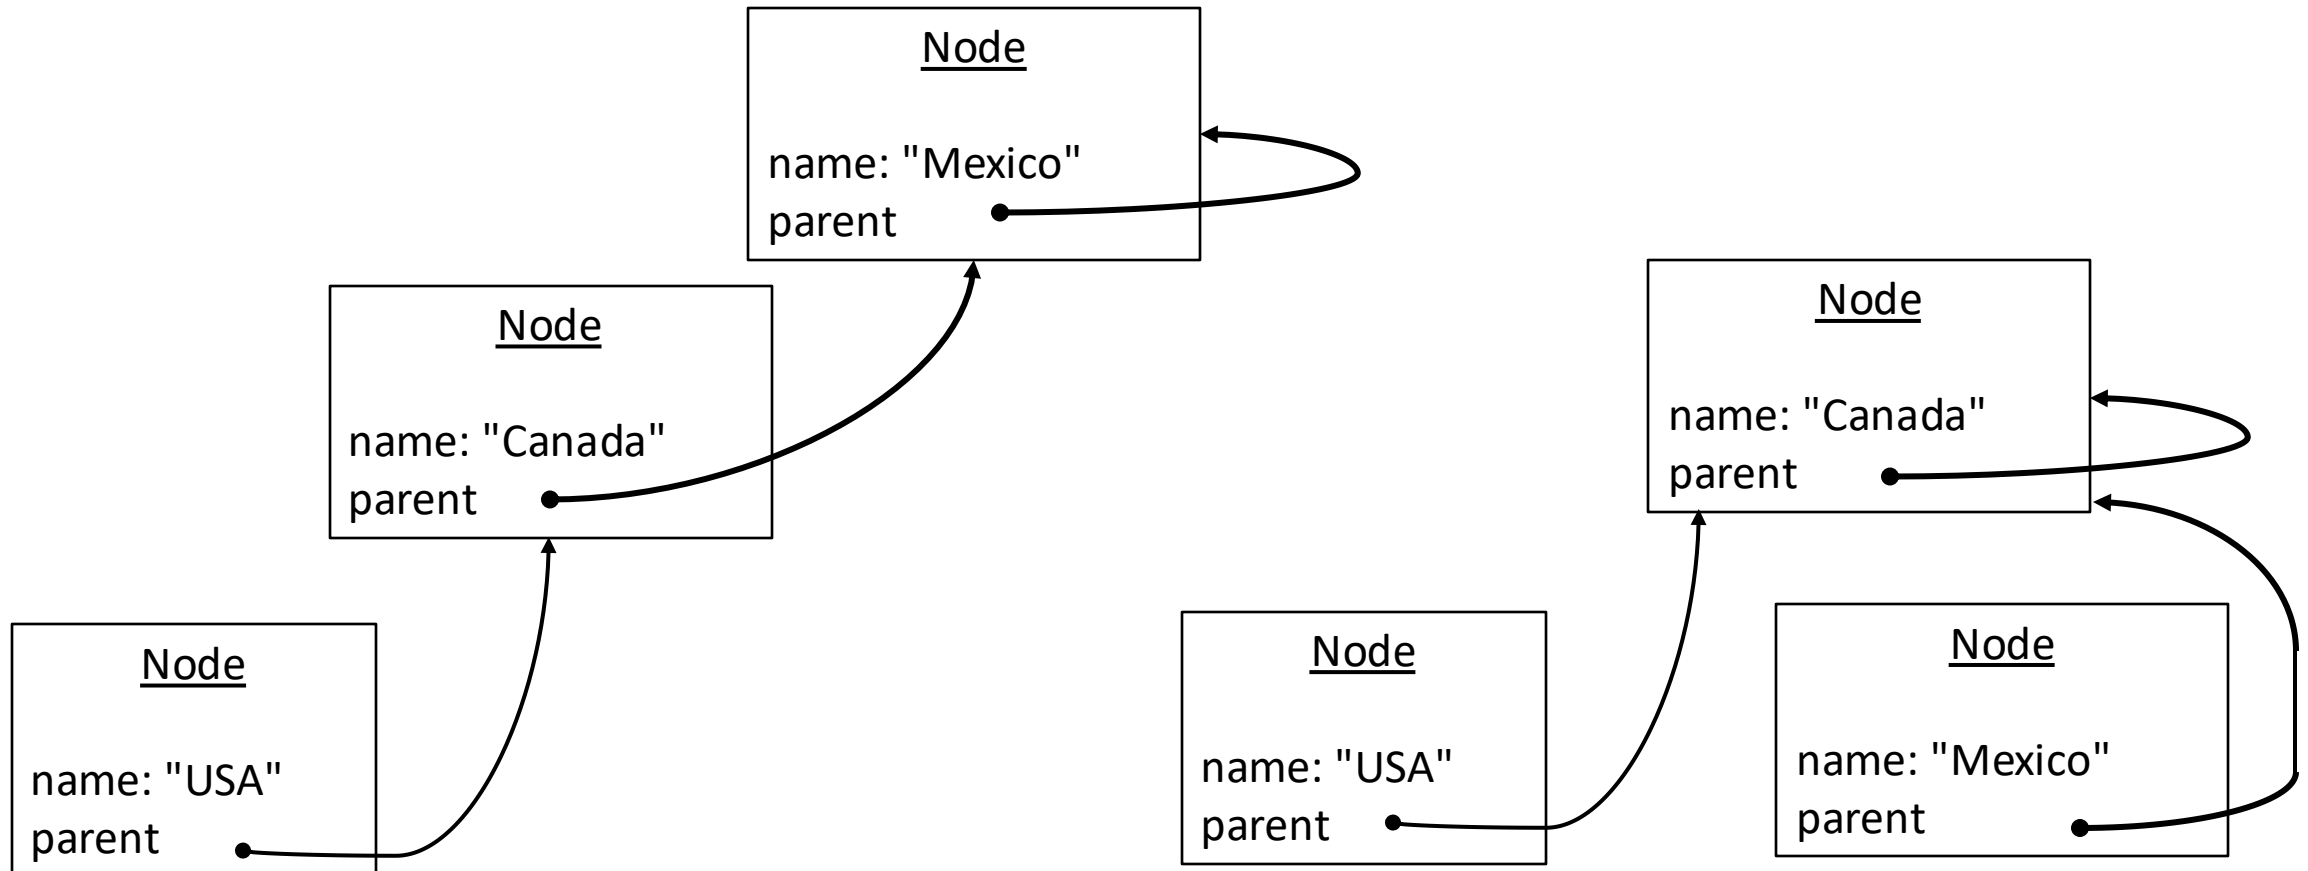 Node
name: "Mexico"
parent
Node
name: "Canada"
parent
Node
name: "USA"
parent
Node
name: "Canada"
parent
Node
name: "USA"
parent
Node
name: "Mexico"
parent